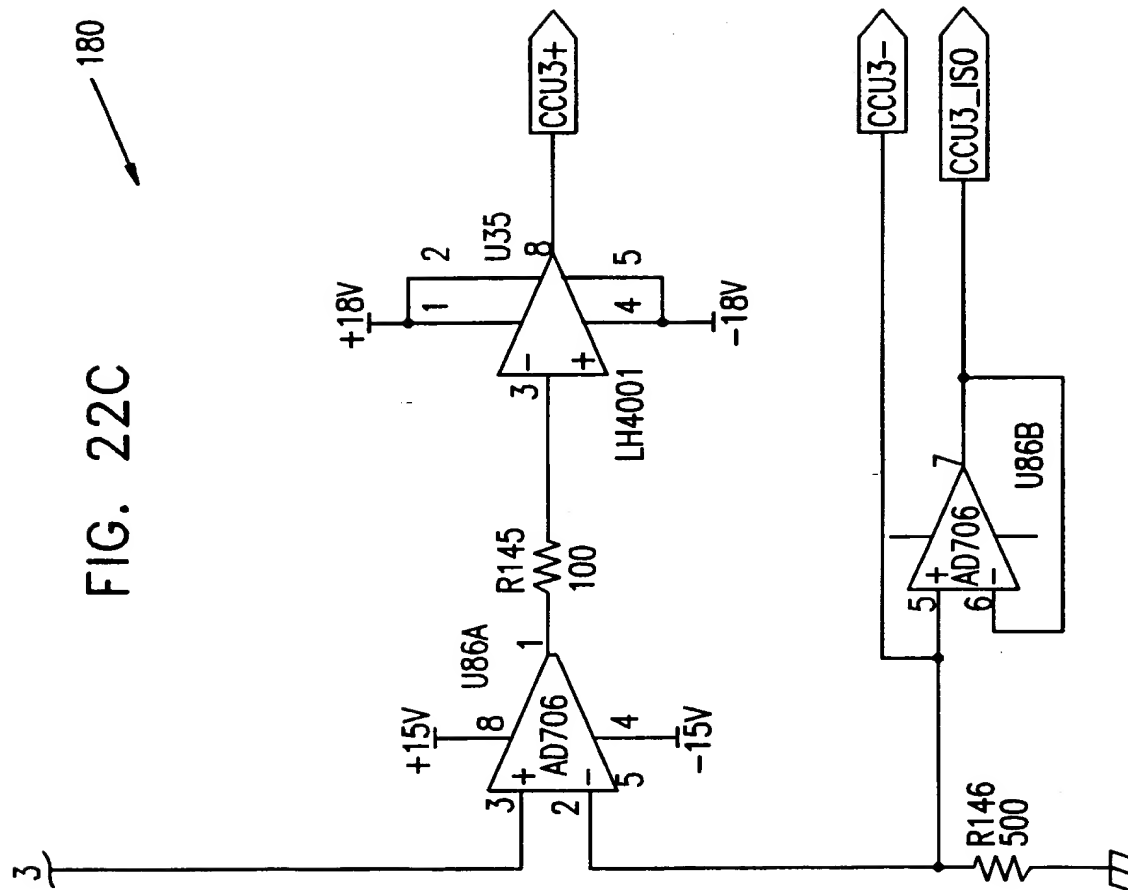 FIG. 22C
180
3
+18V
2
1
U35
8
CCU3+
3
-
+
4
5
-18V
LH4001
R145
100
U86A
1
+15V
8
3
+
AD706
2
-
5
4
-15V
CCU3-
CCU3_ISO
7
U86B
5
+
AD706
6
-
R146
500